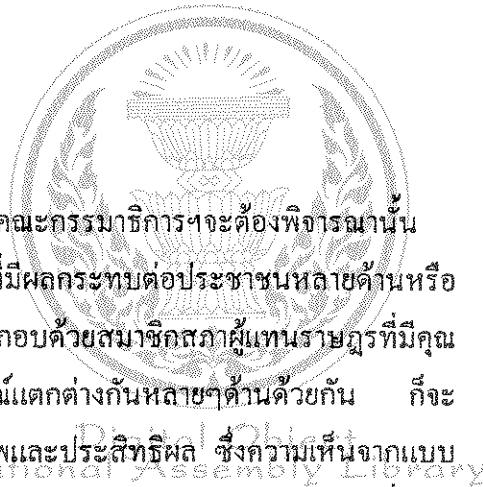 คณะกรรมาธิการฯจะต้องพิจารณานั้น
มีผลกระทบต่อประชาชนหลายด้านหรือ
กอบด้วยสมาชิกสภาผู้แทนราษฎรที่มีคุณ
แตกต่างกันหลายๆด้านด้วยกัน ก็จะ
และประสิทธิผล ซึ่งความเห็นจากแบบ
Digital Object
National Assembly Library